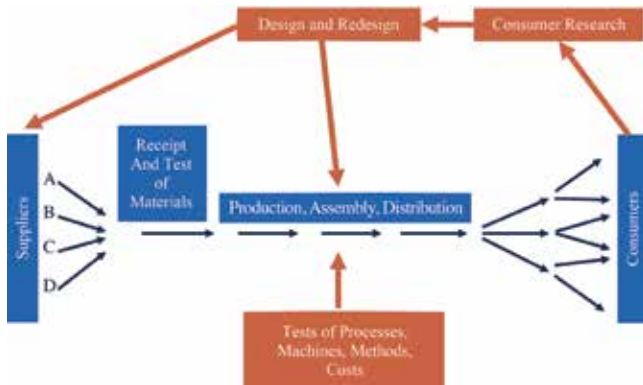 Design and Redesign
Consumer Research
Suppliers
A
B
C
D
Receipt
And Test
of
Materials
Production, Assembly, Distribution
Consumers
Tests of Processes,
Machines, Methods,
Costs